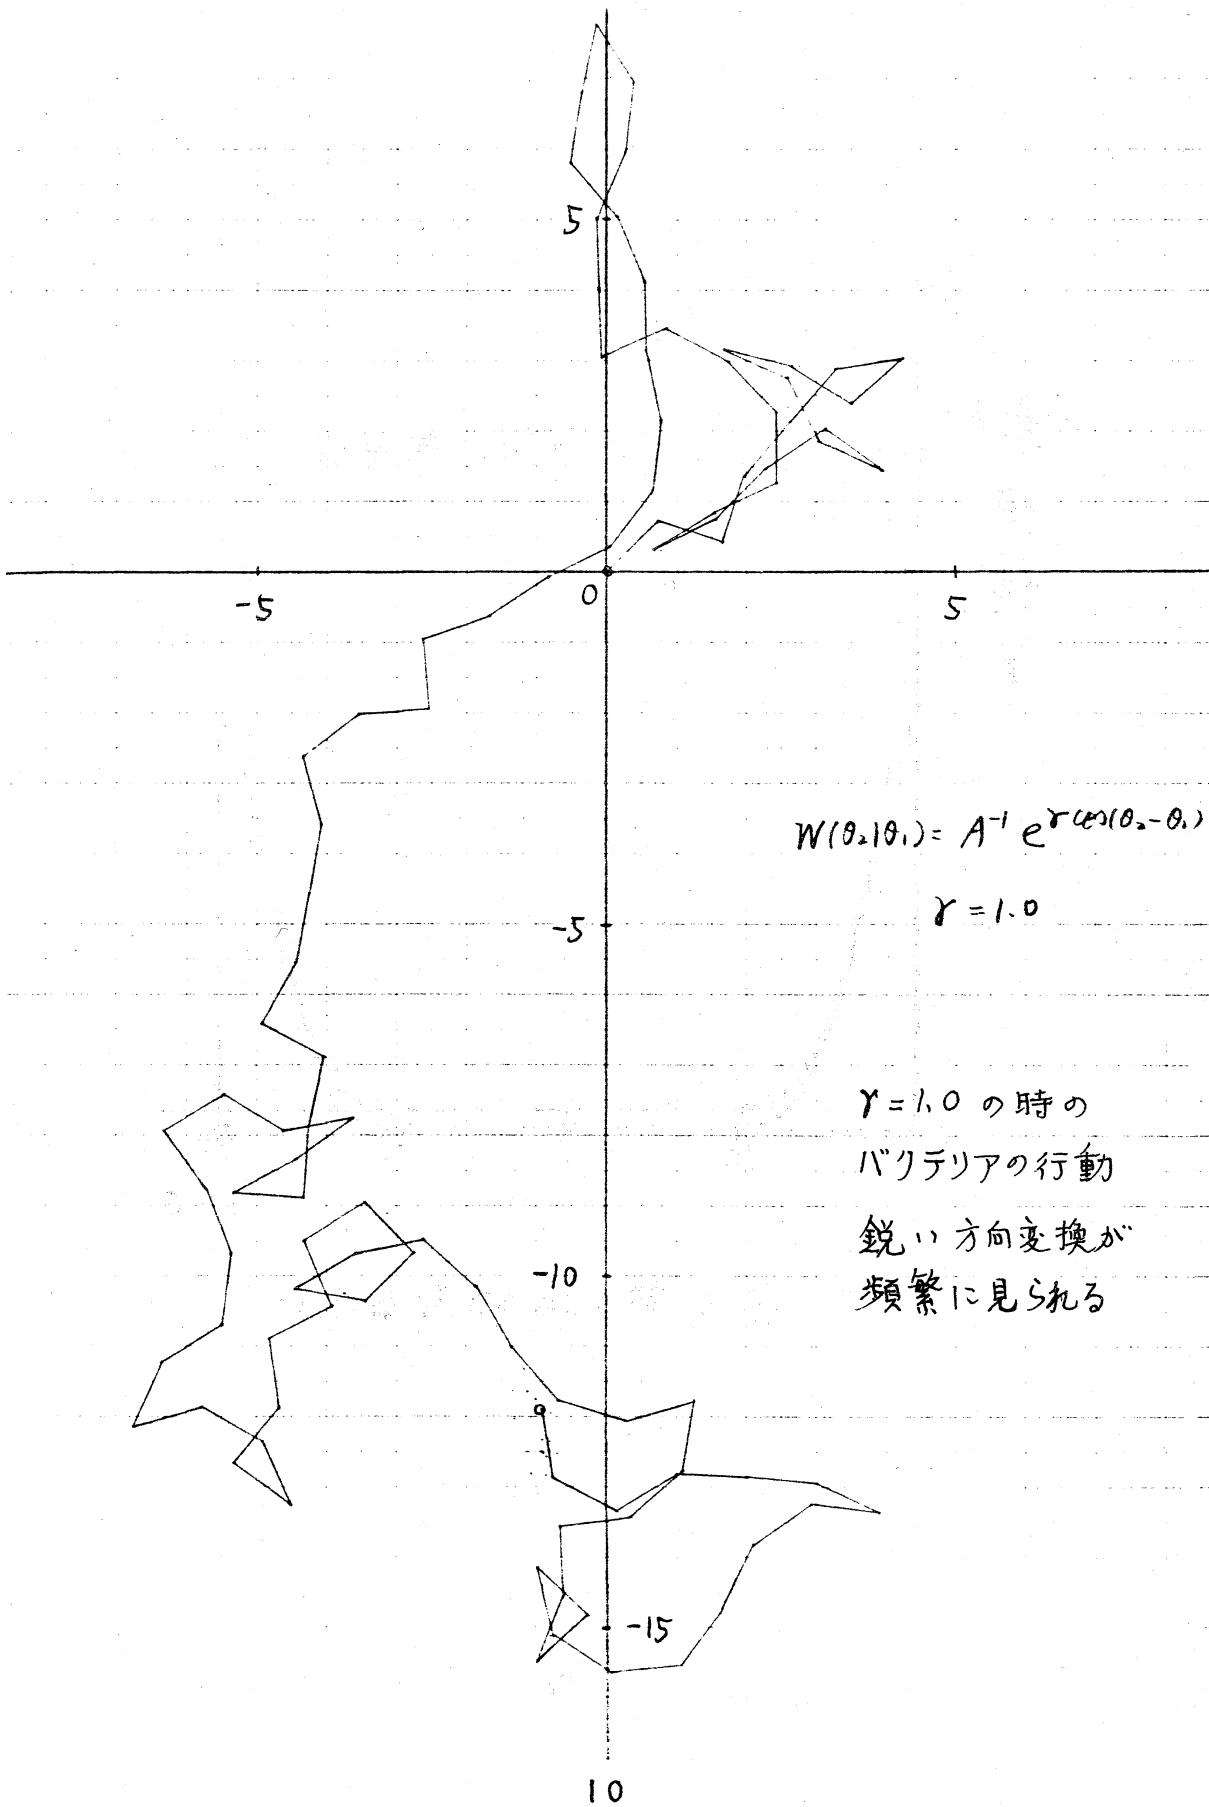 5
-5
0
5
W(θ₂|θ₁) = A⁻¹ e^{γ cos(θ₂-θ₁)}
γ = 1.0
-5
γ = 1.0 の時の
バクテリアの行動
鋭い方向変換が
頻繁に見られる
-10
-15
10